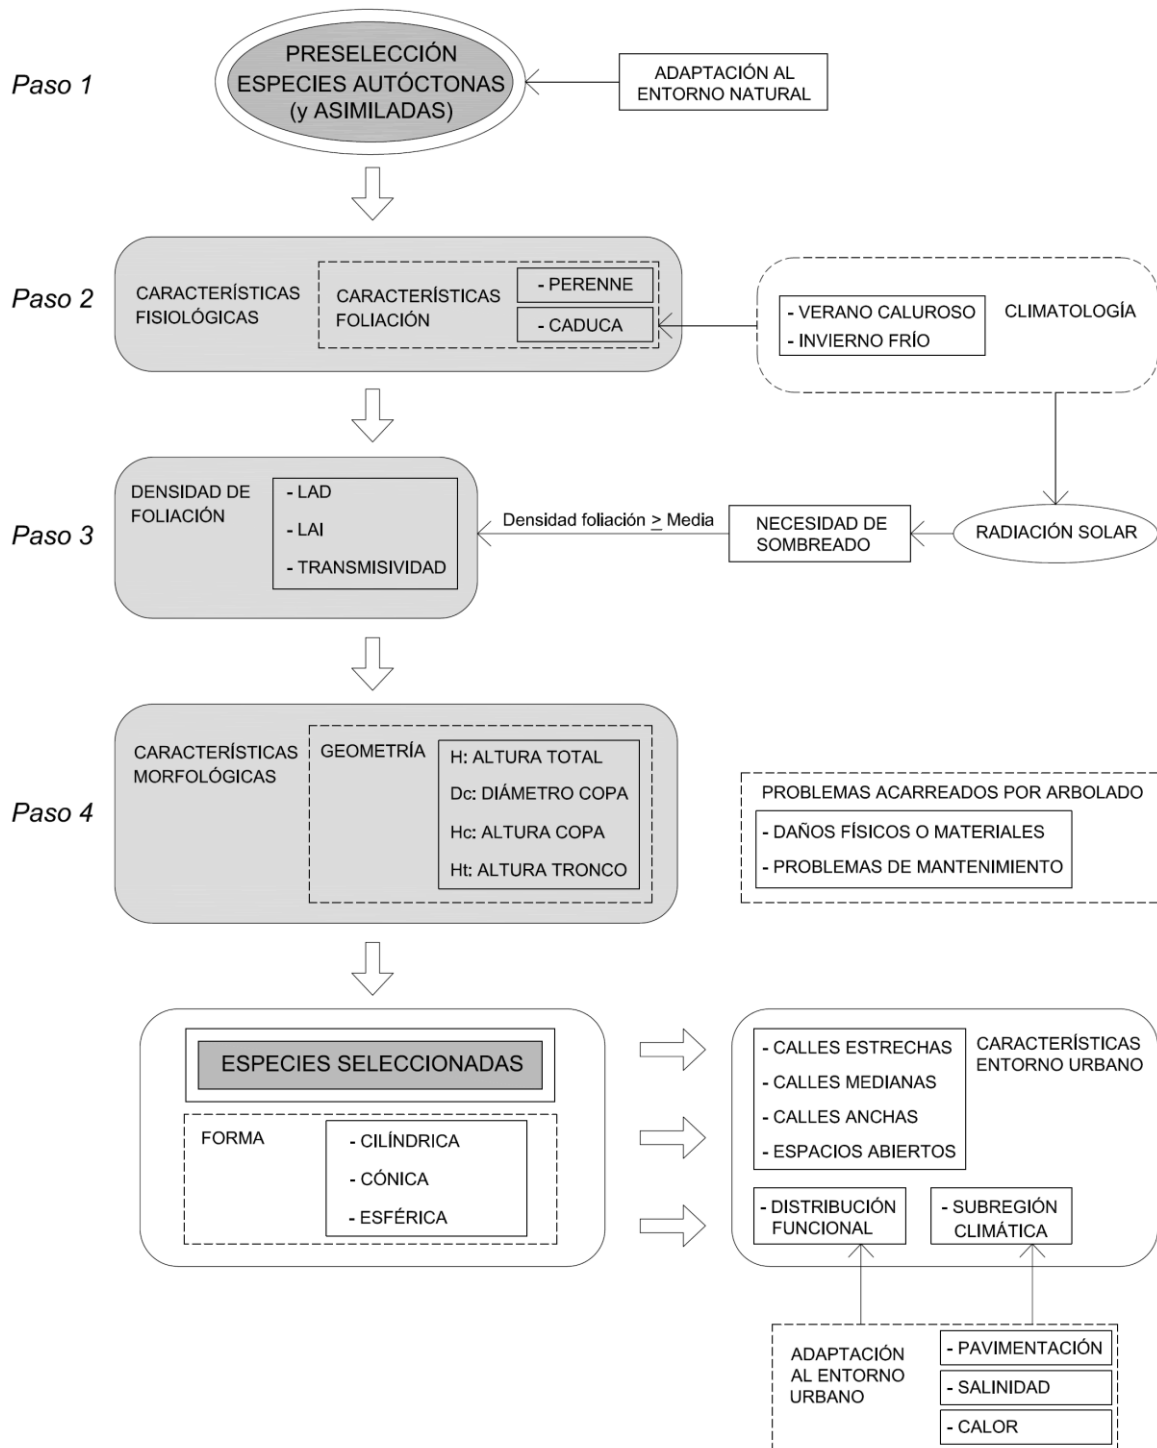 Paso 1
PRESELECCIÓN
ESPECIES AUTÓCTONAS
(y ASIMILADAS)
ADAPTACIÓN AL
ENTORNO NATURAL
Paso 2
CARACTERÍSTICAS
FISIOLÓGICAS
CARACTERÍSTICAS
FOLIACIÓN
- PERENNE
- CADUCA
- VERANO CALUROSO
- INVIERNO FRÍO
CLIMATOLOGÍA
Paso 3
DENSIDAD DE
FOLIACIÓN
- LAD
- LAI
- TRANSMISIVIDAD
Densidad foliación ≥ Media
NECESIDAD DE
SOMBREADO
RADIACIÓN SOLAR
Paso 4
CARACTERÍSTICAS
MORFOLÓGICAS
GEOMETRÍA
H: ALTURA TOTAL
Dc: DIÁMETRO COPA
Hc: ALTURA COPA
Ht: ALTURA TRONCO
PROBLEMAS ACARREADOS POR ARBOLADO
- DAÑOS FÍSICOS O MATERIALES
- PROBLEMAS DE MANTENIMIENTO
ESPECIES SELECCIONADAS
FORMA
- CILÍNDRICA
- CÓNICA
- ESFÉRICA
- CALLES ESTRECHAS
- CALLES MEDIANAS
- CALLES ANCHAS
- ESPACIOS ABIERTOS
CARACTERÍSTICAS
ENTORNO URBANO
- DISTRIBUCIÓN
FUNCIONAL
- SUBREGIÓN
CLIMÁTICA
ADAPTACIÓN
AL ENTORNO
URBANO
- PAVIMENTACIÓN
- SALINIDAD
- CALOR